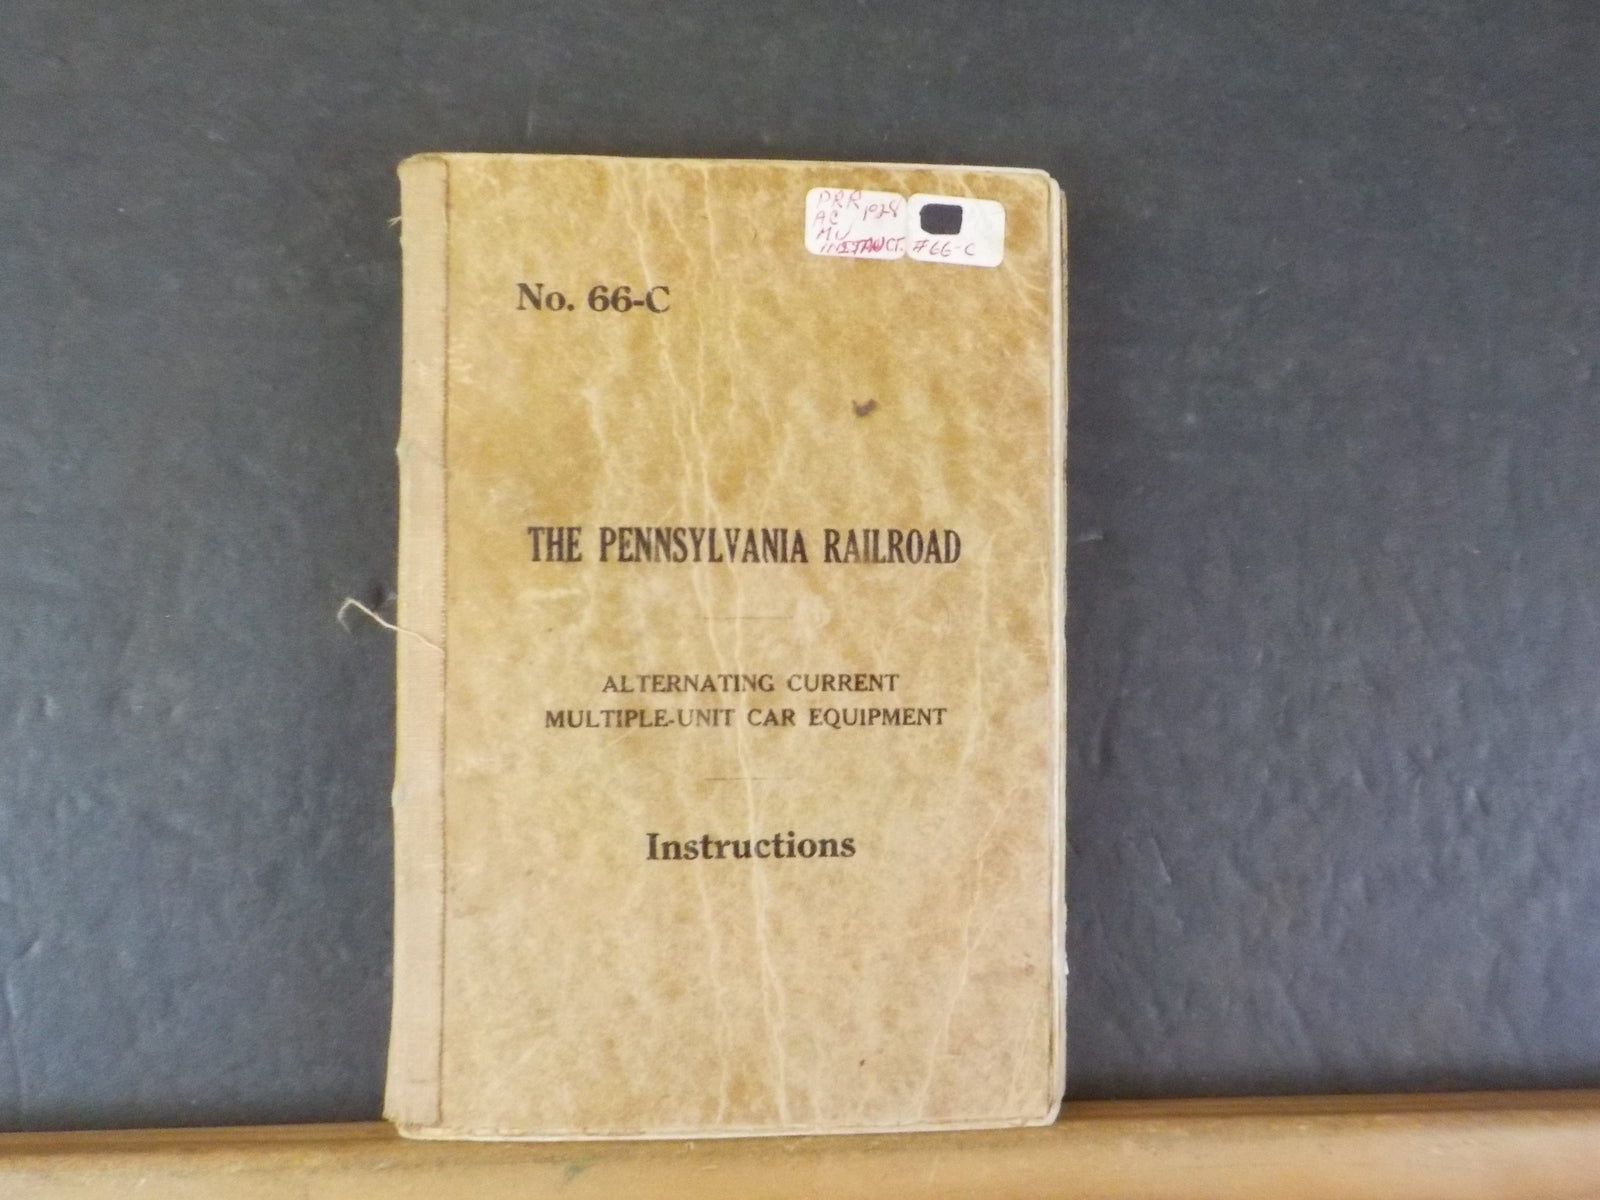 PRR 1928
AC
MU
INSTRUCT. #66-C
No. 66-C
THE PENNSYLVANIA RAILROAD
ALTERNATING CURRENT
MULTIPLE-UNIT CAR EQUIPMENT
Instructions